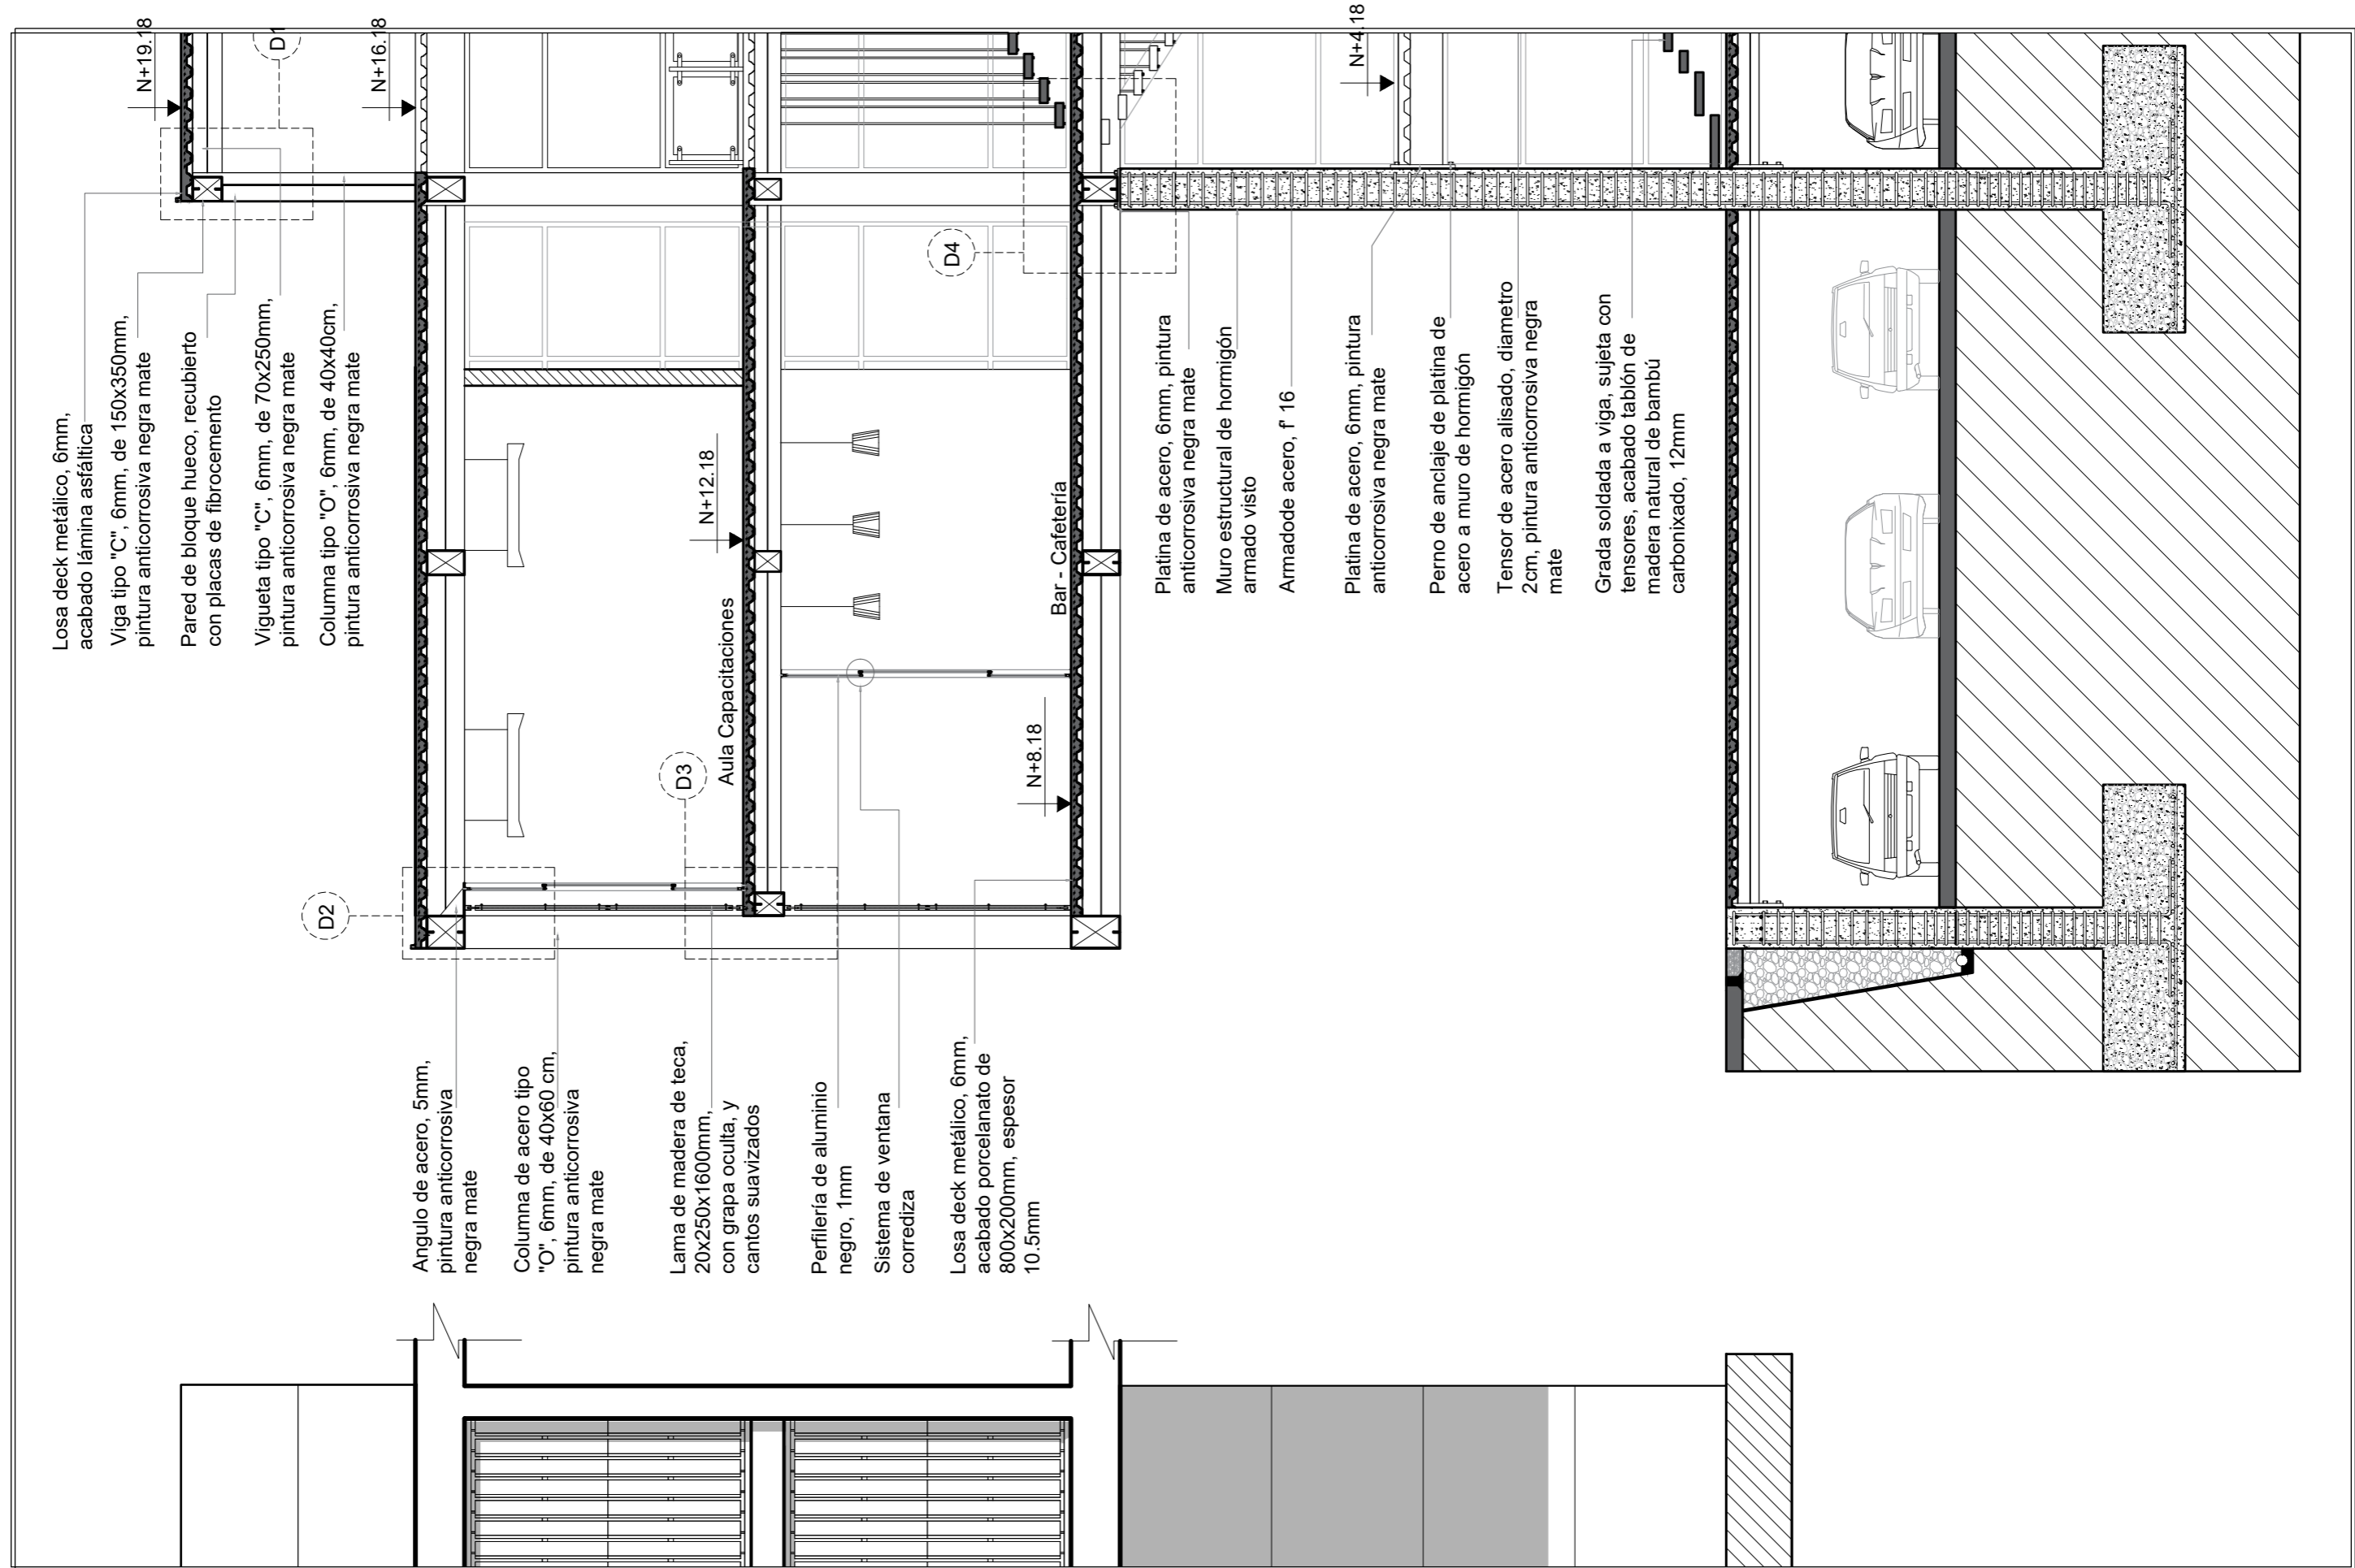 N+19.18
D1
N+16.18
N+4.18
Losa deck metálico, 6mm,
acabado lámina asfáltica
Viga tipo "C", 6mm, de 150x350mm,
pintura anticorrosiva negra mate
Pared de bloque hueco, recubierto
con placas de fibrocemento
Vigueta tipo "C", 6mm, de 70x250mm,
pintura anticorrosiva negra mate
Columna tipo "O", 6mm, de 40x40cm,
pintura anticorrosiva negra mate
D4
N+12.18
Aula Capacitaciones
Bar - Cafetería
N+8.18
D3
D2
Platina de acero, 6mm, pintura
anticorrosiva negra mate
Muro estructural de hormigón
armado visto
Armadode acero, f' 16
Platina de acero, 6mm, pintura
anticorrosiva negra mate
Perno de anclaje de platina de
acero a muro de hormigón
Tensor de acero alisado, diametro
2cm, pintura anticorrosiva negra
mate
Grada soldada a viga, sujeta con
tensores, acabado tablón de
madera natural de bambú
carbonixado, 12mm
Angulo de acero, 5mm,
pintura anticorrosiva
negra mate
Columna de acero tipo
"O", 6mm, de 40x60 cm,
pintura anticorrosiva
negra mate
Lama de madera de teca,
20x250x1600mm,
con grapa oculta, y
cantos suavizados
Perfilería de aluminio
negro, 1mm
Sistema de ventana
corrediza
Losa deck metálico, 6mm,
acabado porcelanato de
800x200mm, espesor
10.5mm